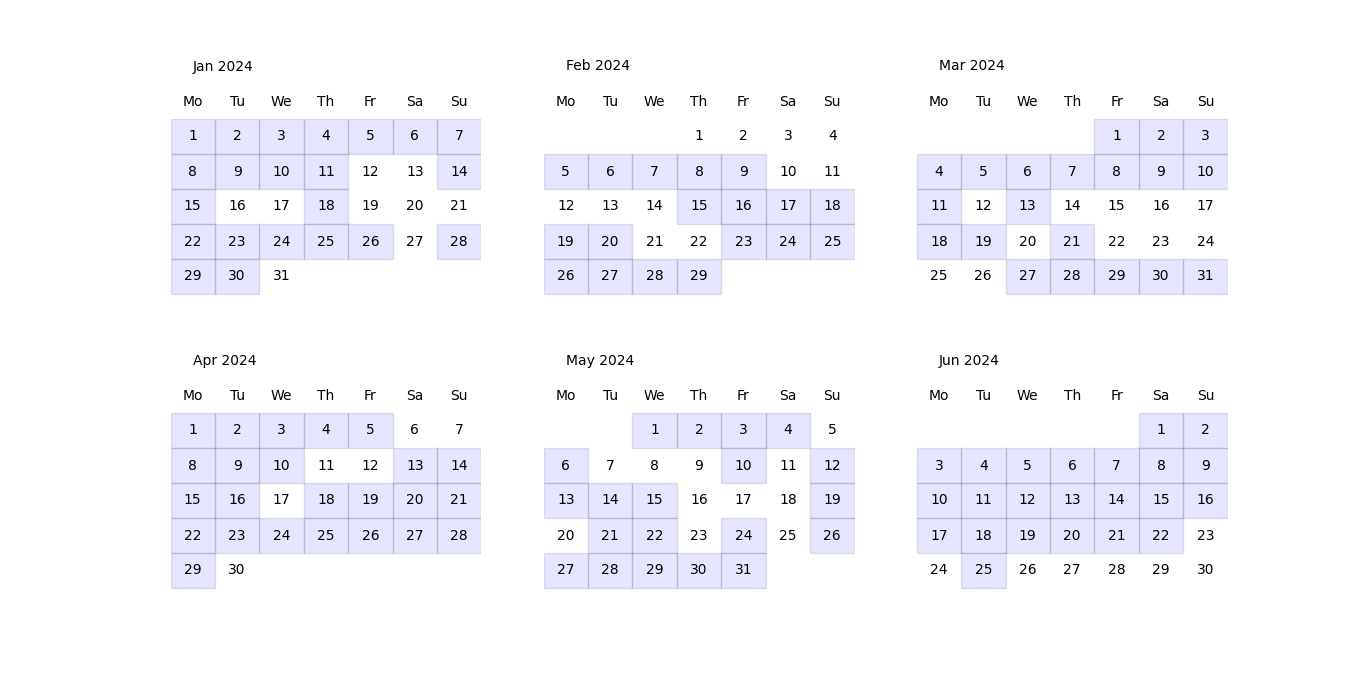 Jan 2024
Mo Tu We Th Fr Sa Su
1 2 3 4 5 6 7
8 9 10 11 12 13 14
15 16 17 18 19 20 21
22 23 24 25 26 27 28
29 30 31
Feb 2024
Mo Tu We Th Fr Sa Su
1 2 3 4
5 6 7 8 9 10 11
12 13 14 15 16 17 18
19 20 21 22 23 24 25
26 27 28 29
Mar 2024
Mo Tu We Th Fr Sa Su
1 2 3
4 5 6 7 8 9 10
11 12 13 14 15 16 17
18 19 20 21 22 23 24
25 26 27 28 29 30 31
Apr 2024
Mo Tu We Th Fr Sa Su
1 2 3 4 5 6 7
8 9 10 11 12 13 14
15 16 17 18 19 20 21
22 23 24 25 26 27 28
29 30
May 2024
Mo Tu We Th Fr Sa Su
1 2 3 4 5
6 7 8 9 10 11 12
13 14 15 16 17 18 19
20 21 22 23 24 25 26
27 28 29 30 31
Jun 2024
Mo Tu We Th Fr Sa Su
1 2
3 4 5 6 7 8 9
10 11 12 13 14 15 16
17 18 19 20 21 22 23
24 25 26 27 28 29 30